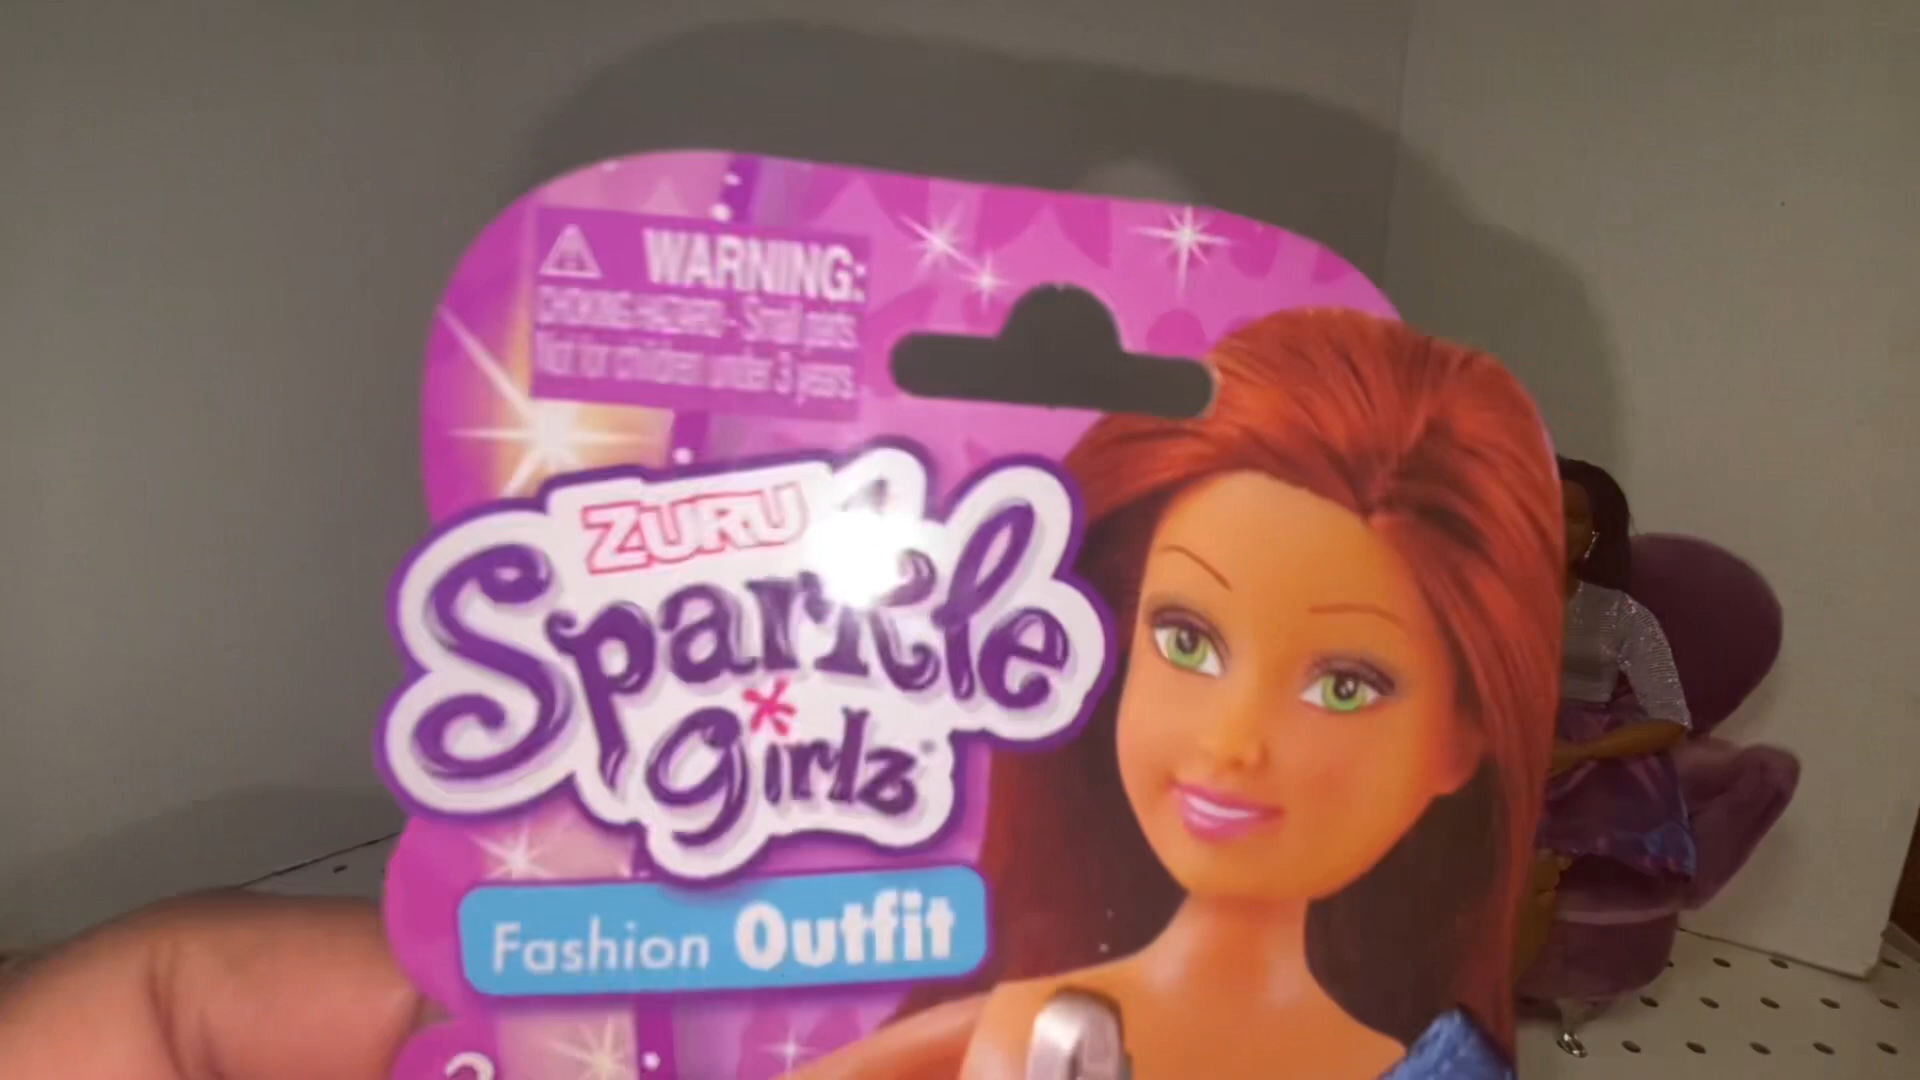 WARNING:
CHOKING HAZARD - Small parts
Not for children under 3 years.
ZURU
Sparkle
girlz
Fashion Outfit